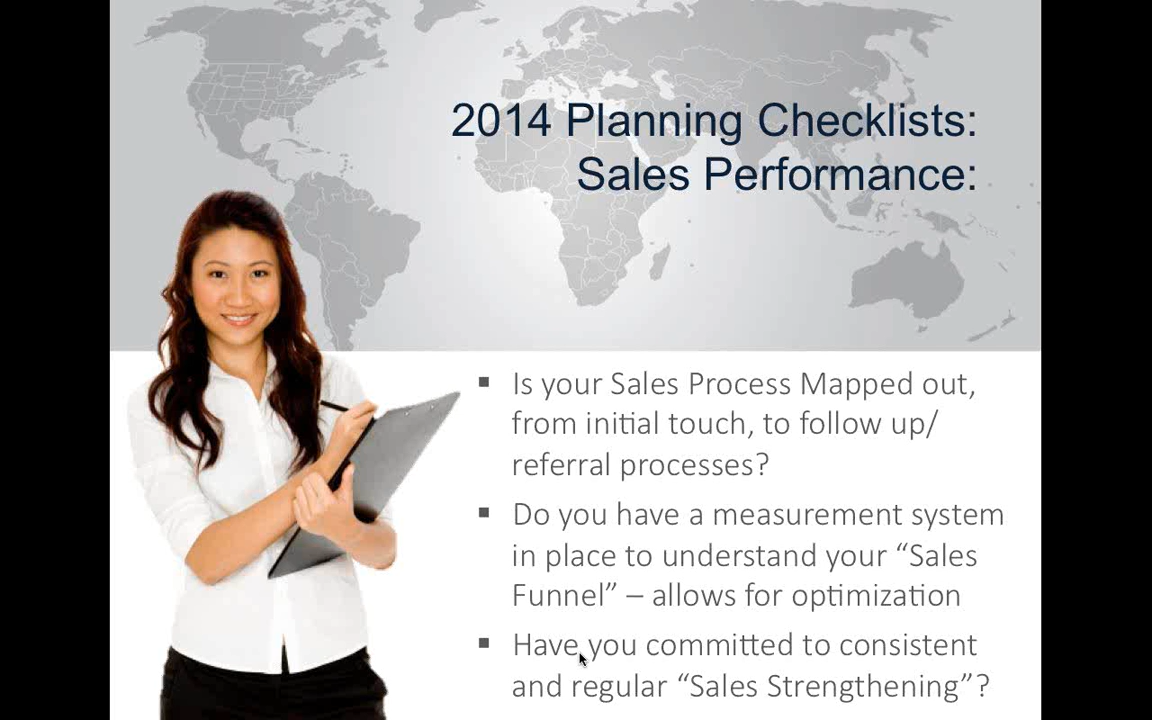 2014 Planning Checklists:
Sales Performance:
▪ Is your Sales Process Mapped out,
from initial touch, to follow up/
referral processes?
▪ Do you have a measurement system
in place to understand your “Sales
Funnel” – allows for optimization
▪ Have you committed to consistent
and regular “Sales Strengthening”?